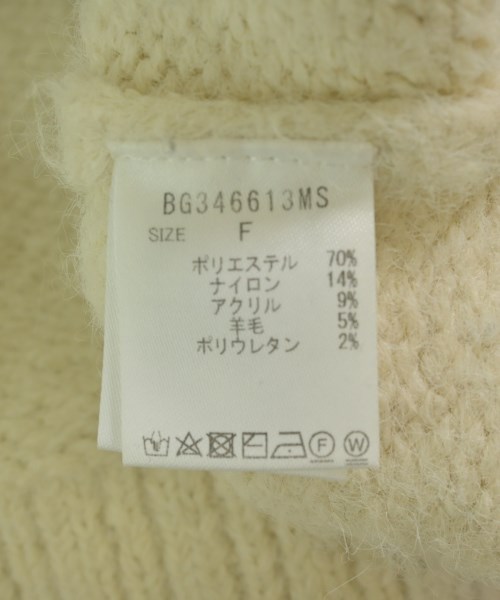 BG346613MS
SIZE F
ポリエステル 70%
ナイロン 14%
アクリル 9%
羊毛 5%
ポリウレタン 2%
F W